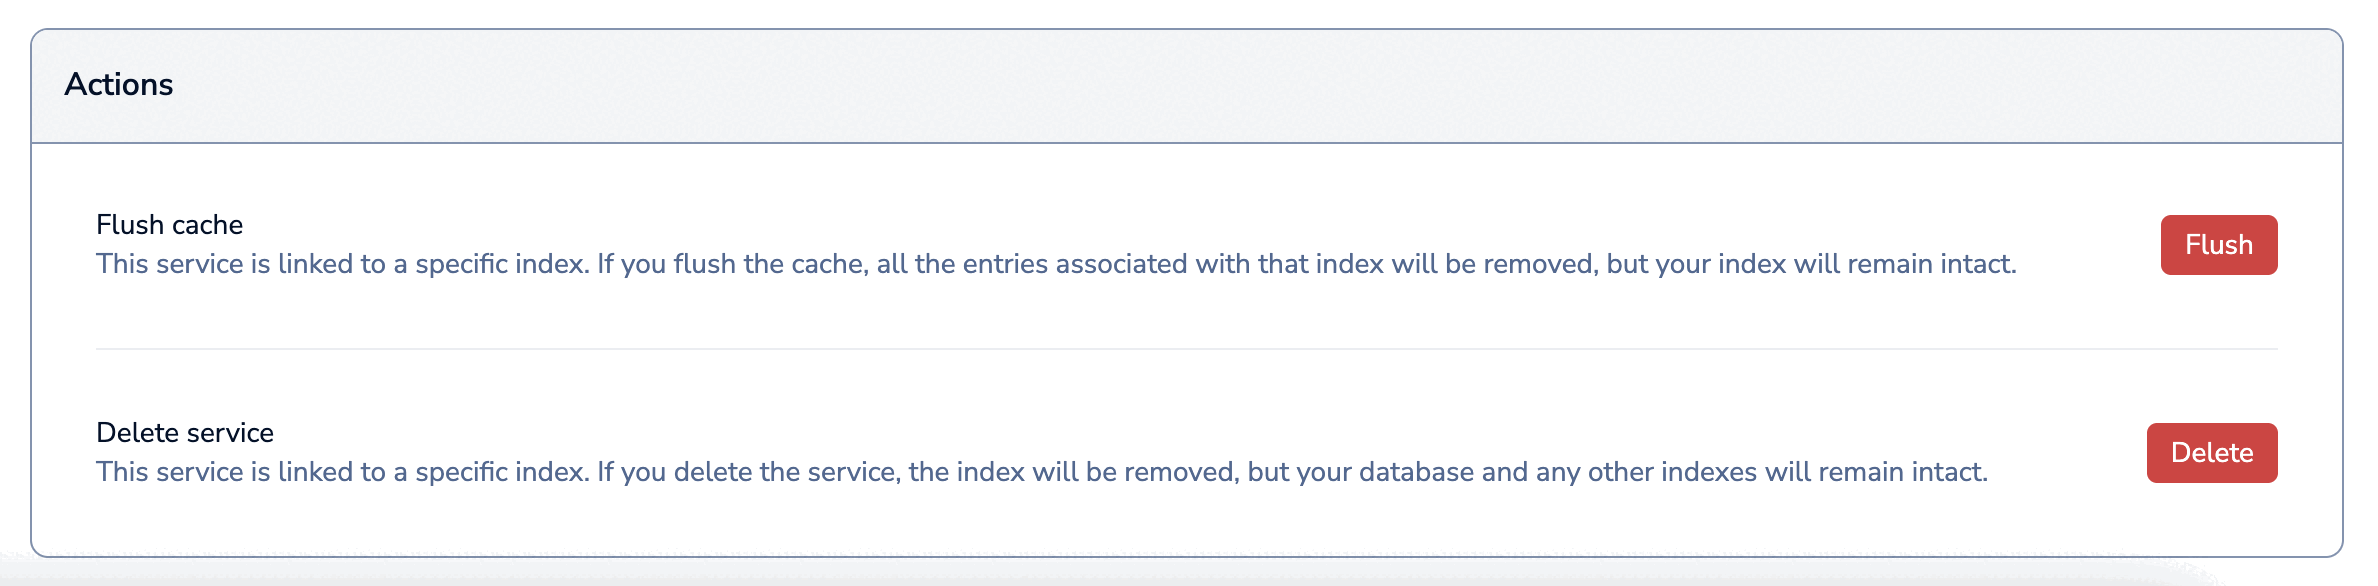 Actions
Flush cache
This service is linked to a specific index. If you flush the cache, all the entries associated with that index will be removed, but your index will remain intact.
Flush
Delete service
This service is linked to a specific index. If you delete the service, the index will be removed, but your database and any other indexes will remain intact.
Delete